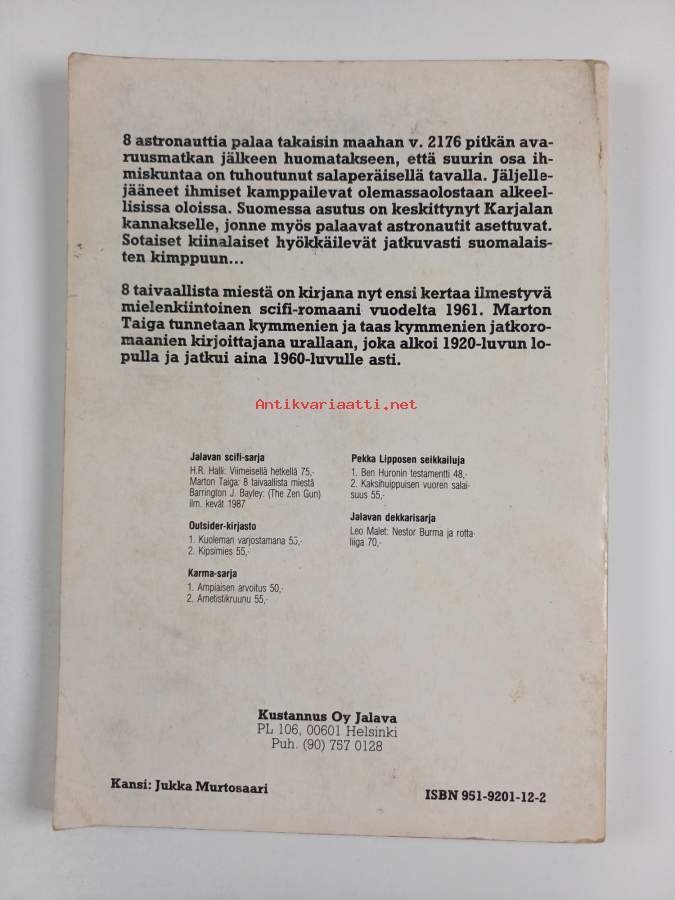 8 astronauttia palaa takaisin maahan v. 2176 pitkän ava-
ruusmatkan jälkeen huomatakseen, että suurin osa ih-
miskuntaa on tuhoutunut salaperäisellä tavalla. Jäljelle-
jääneet ihmiset kamppailevat olemassaolostaan alkeel-
lisissa oloissa. Suomessa asutus on keskittynyt Karjalan
kannakselle, jonne myös palaavat astronautit asettuvat.
Sotaiset kiinalaiset hyökkäilevät jatkuvasti suomalais-
ten kimppuun...
8 taivaallista miestä on kirjana nyt ensi kertaa ilmestyvä
mielenkiintoinen scifi-romaani vuodelta 1961. Marton
Taiga tunnetaan kymmenien ja taas kymmenien jatkoro-
maanien kirjoittajana urallaan, joka alkoi 1920-luvun lo-
pulla ja jatkui aina 1960-luvulle asti.
Antikvariaatti.net
Jalavan scifi-sarja
H.R. Halli: Viimeisellä hetkellä 75,-
Marton Taiga: 8 taivaallista miestä
Barrington J. Bayley: (The Zen Gun)
ilm. kevät 1987
Outsider-kirjasto
1. Kuoleman varjostamana 55,-
2. Kipsimies 55,-
Karma-sarja
1. Ampiaisen arvoitus 50,-
2. Ametistikruunu 55,-
Pekka Lipposen seikkailuja
1. Ben Huronin testamentti 48,-
2. Kaksihuippuisen vuoren salai-
suus 55,-
Jalavan dekkarisarja
Leo Malet: Nestor Burma ja rotta-
liiga 70,-
Kustannus Oy Jalava
PL 106, 00601 Helsinki
Puh. (90) 757 0128
Kansi: Jukka Murtosaari
ISBN 951-9201-12-2